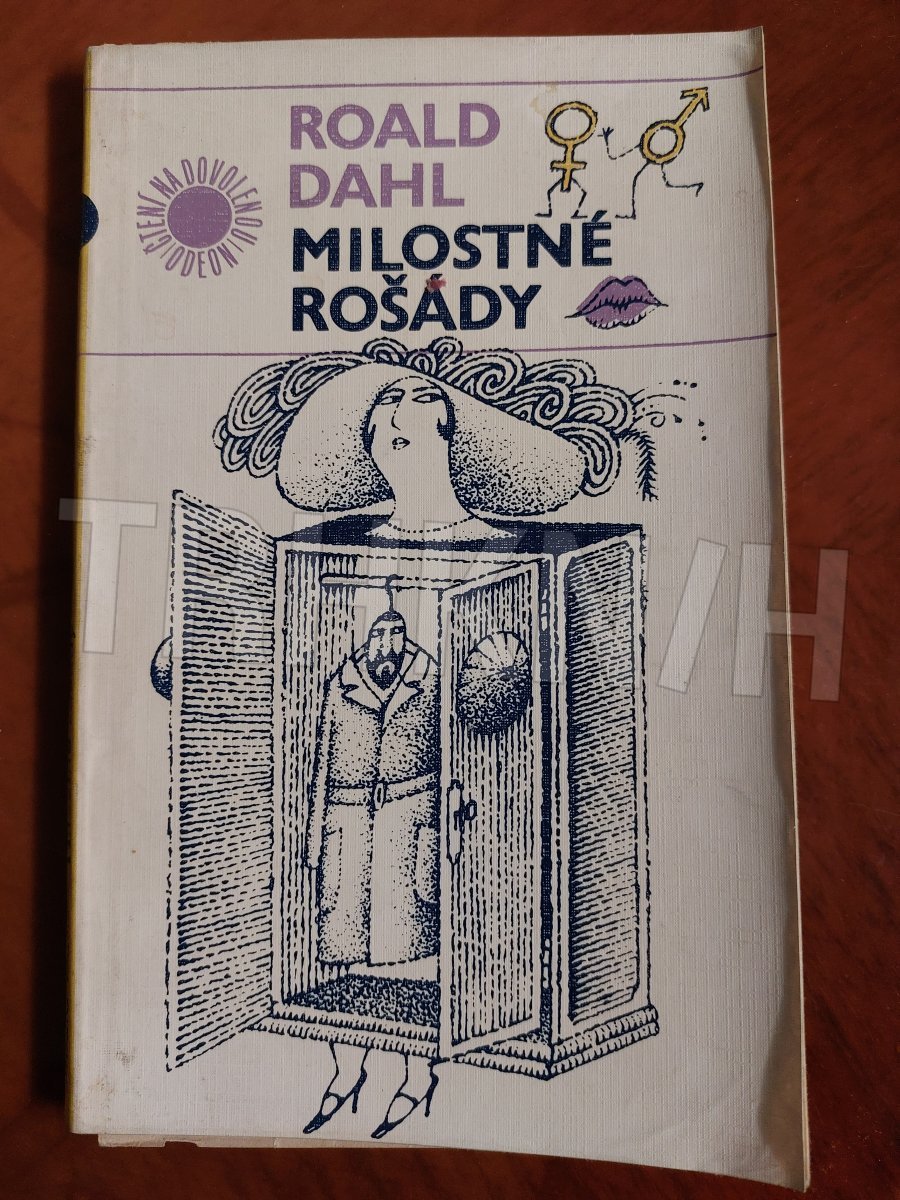 ROALD
DAHL
MILOSTNÉ
ROŠÁDY
ČTENÍ NA DOVOLENOU ODEON